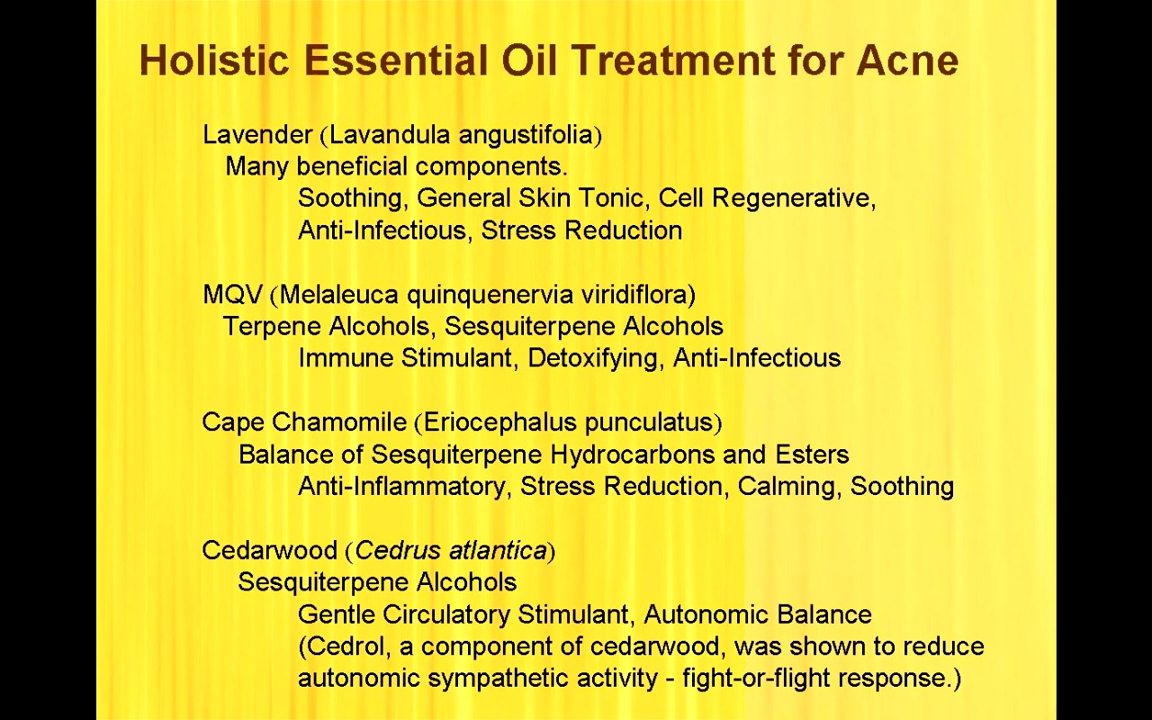 Holistic Essential Oil Treatment for Acne
Lavender (Lavandula angustifolia)
Many beneficial components.
Soothing, General Skin Tonic, Cell Regenerative,
Anti-Infectious, Stress Reduction
MQV (Melaleuca quinquenervia viridiflora)
Terpene Alcohols, Sesquiterpene Alcohols
Immune Stimulant, Detoxifying, Anti-Infectious
Cape Chamomile (Eriocephalus punculatus)
Balance of Sesquiterpene Hydrocarbons and Esters
Anti-Inflammatory, Stress Reduction, Calming, Soothing
Cedarwood (Cedrus atlantica)
Sesquiterpene Alcohols
Gentle Circulatory Stimulant, Autonomic Balance
(Cedrol, a component of cedarwood, was shown to reduce
autonomic sympathetic activity - fight-or-flight response.)